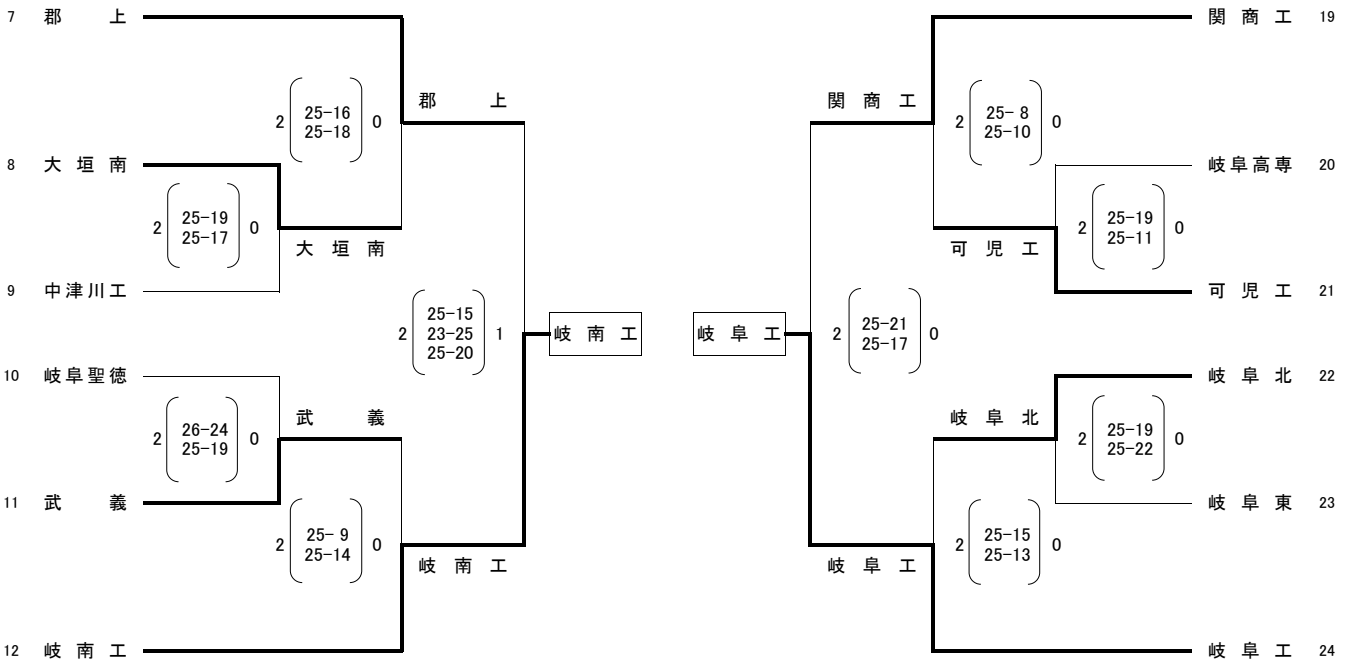 7 郡 上
2 25-16 0
25-18
郡 上
8 大 垣 南
2 25-19 0
25-17
大 垣 南
9 中津川工
2 25-15 1
23-25
25-20
岐 南 工
10 岐阜聖徳
2 26-24 0
25-19
武 義
11 武 義
2 25- 9 0
25-14
岐 南 工
12 岐 南 工
関 商 工 19
関 商 工
2 25- 8 0
25-10
岐阜高専 20
2 25-19 0
25-11
可 児 工
可 児 工 21
岐 阜 工
2 25-21 0
25-17
岐 阜 北 22
岐 阜 北
2 25-19 0
25-22
岐 阜 東 23
2 25-15 0
25-13
岐 阜 工
岐 阜 工 24